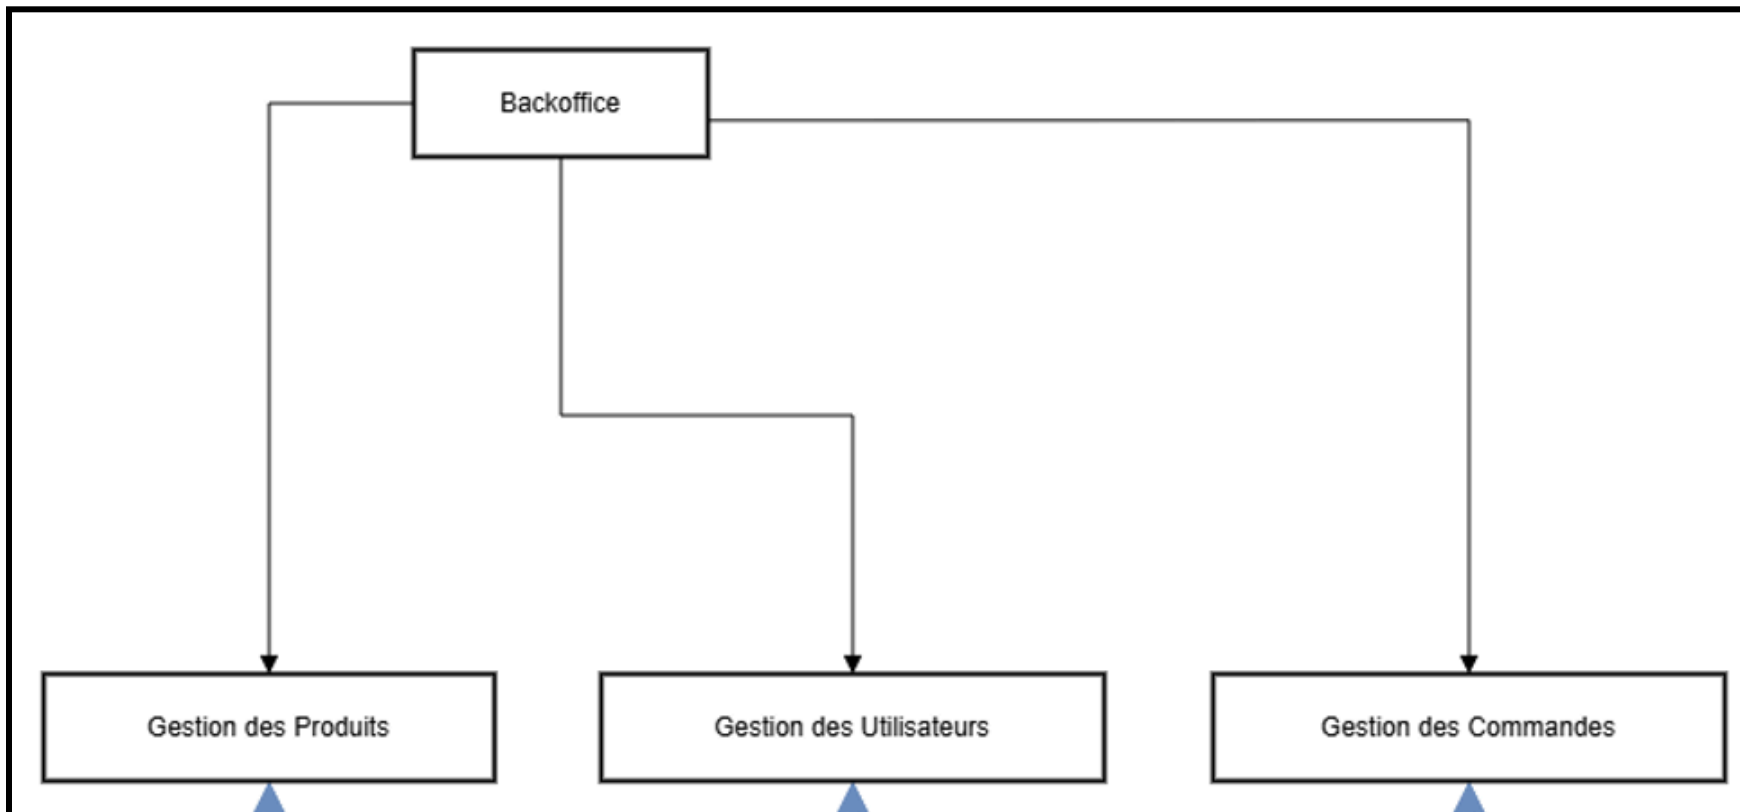 Backoffice
Gestion des Produits
Gestion des Utilisateurs
Gestion des Commandes